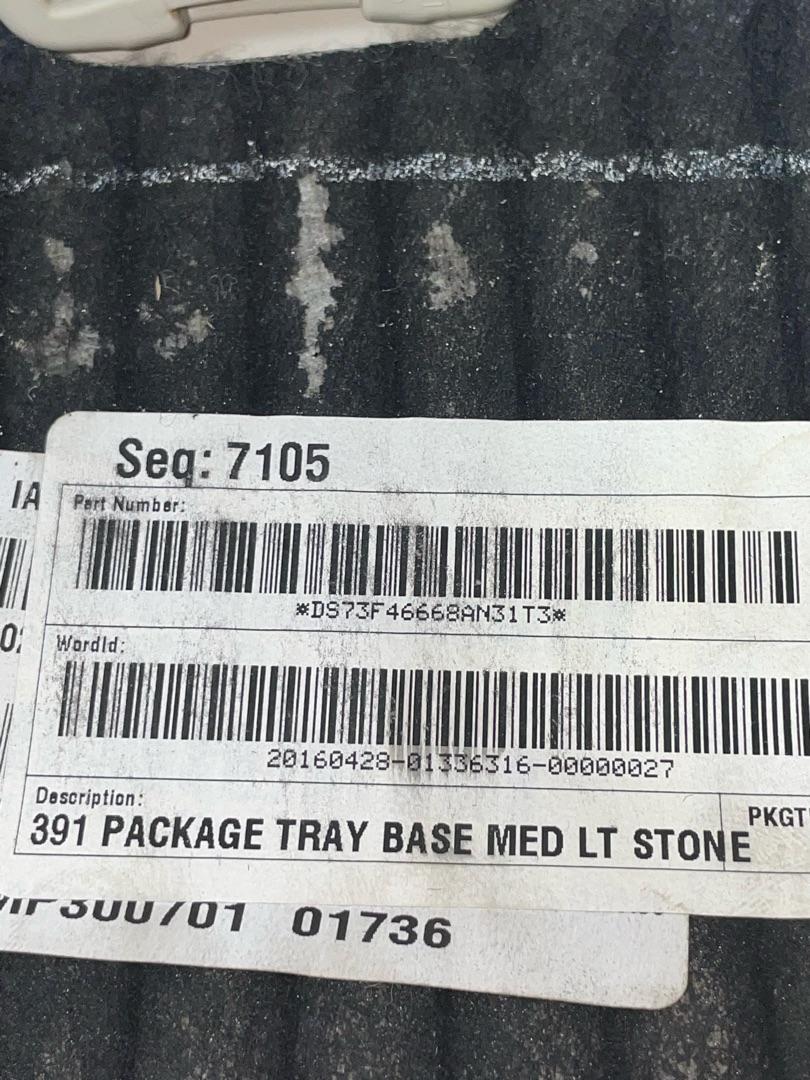 Seq: 7105
IA
Part Number:
*DS73F46668AN31T3*
WordId:
20160428-01336316-00000027
Description:
391 PACKAGE TRAY BASE MED LT STONE
PKGT
01736